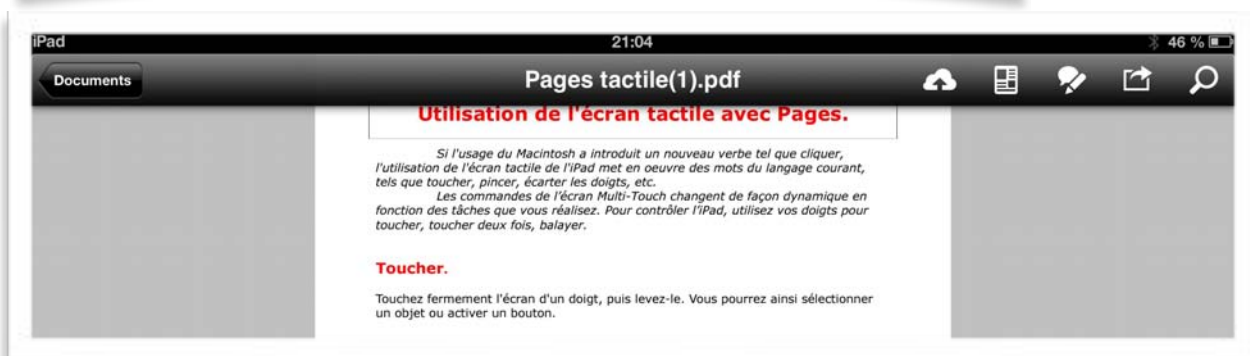 iPad 21:04 46 %
Documents Pages tactile(1).pdf
Utilisation de l'écran tactile avec Pages.
Si l'usage du Macintosh a introduit un nouveau verbe tel que cliquer,
l'utilisation de l'écran tactile de l'iPad met en oeuvre des mots du langage courant,
tels que toucher, pincer, écarter les doigts, etc.
Les commandes de l'écran Multi-Touch changent de façon dynamique en
fonction des tâches que vous réalisez. Pour contrôler l'iPad, utilisez vos doigts pour
toucher, toucher deux fois, balayer.
Toucher.
Touchez fermement l'écran d'un doigt, puis levez-le. Vous pourrez ainsi sélectionner
un objet ou activer un bouton.